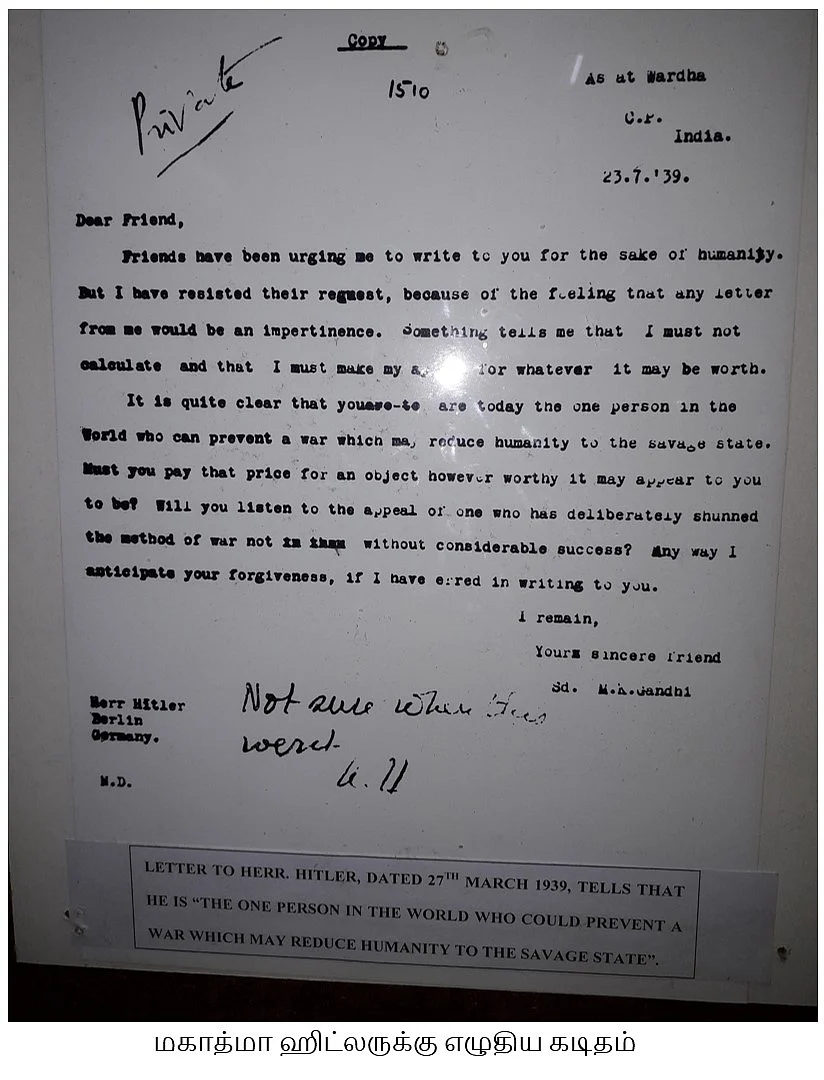 Copy
Private
1510
As at Wardha
C.P.
India.
23.7.'39.
Dear Friend,
Friends have been urging me to write to you for the sake of humanity.
But I have resisted their request, because of the feeling that any letter
from me would be an impertinence. Something tells me that I must not
calculate and that I must make my for whatever it may be worth.
It is quite clear that you are today the one person in the
World who can prevent a war which may reduce humanity to the savage state.
Must you pay that price for an object however worthy it may appear to you
to be? Will you listen to the appeal of one who has deliberately shunned
the method of war not without considerable success? Any way I
anticipate your forgiveness, if I have erred in writing to you.
I remain,
Yours sincere friend
Sd. M.K.Gandhi
Herr Hitler
Berlin
Germany.
M.D.
Not sure when this
went
LETTER TO HERR. HITLER, DATED 27TH MARCH 1939, TELLS THAT
HE IS “THE ONE PERSON IN THE WORLD WHO COULD PREVENT A
WAR WHICH MAY REDUCE HUMANITY TO THE SAVAGE STATE”.
மகாத்மா ஹிட்லருக்கு எழுதிய கடிதம்